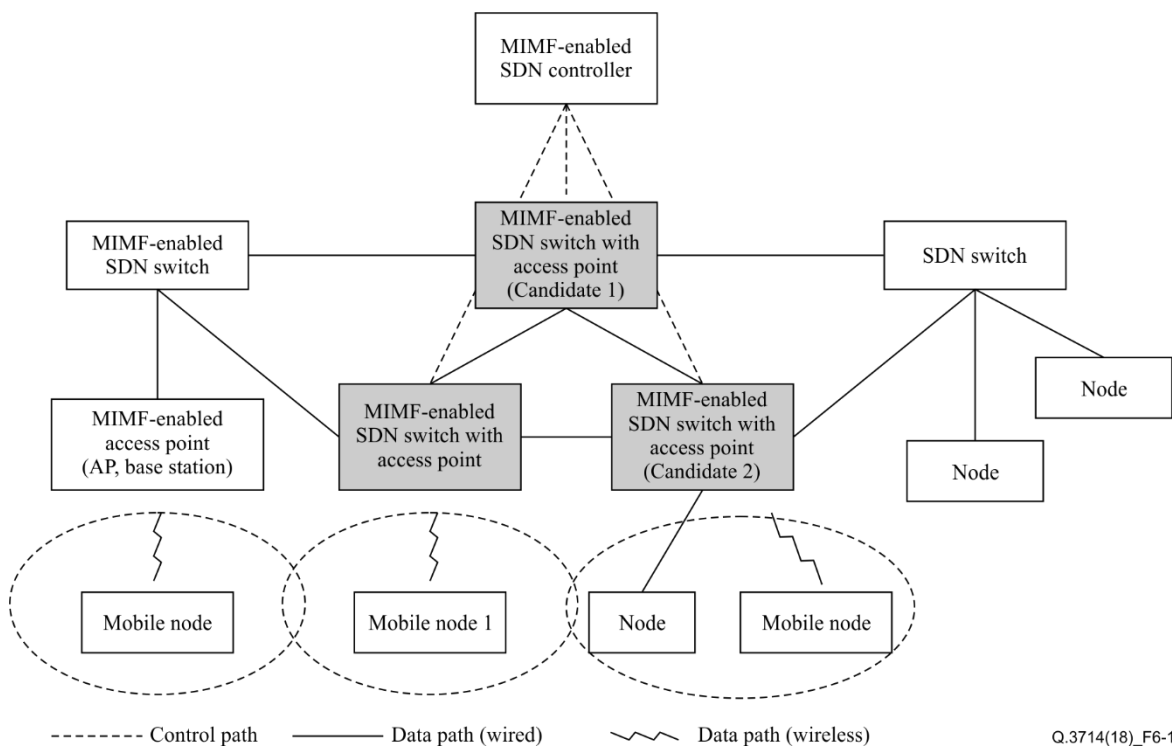 MIMF-enabled
SDN controller
MIMF-enabled
SDN switch
MIMF-enabled
SDN switch with
access point
(Candidate 1)
SDN switch
MIMF-enabled
access point
(AP, base station)
MIMF-enabled
SDN switch with
access point
MIMF-enabled
SDN switch with
access point
(Candidate 2)
Node
Node
Mobile node
Mobile node 1
Node
Mobile node
Control path
Data path (wired)
Data path (wireless)
Q.3714(18)_F6-1